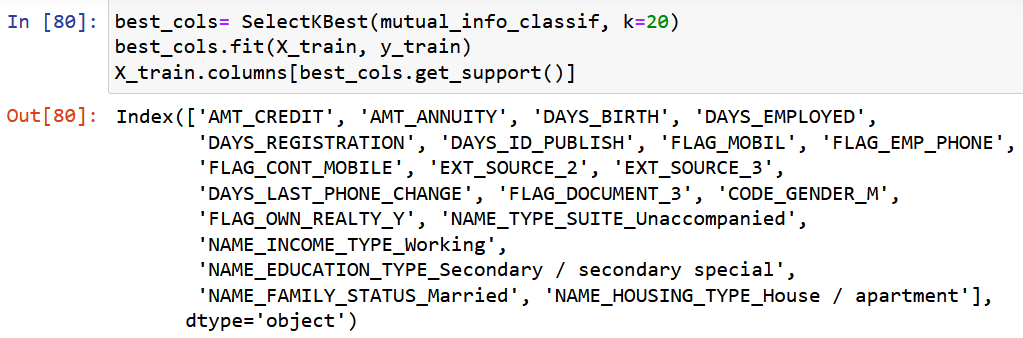 In [80]: best_cols= SelectKBest(mutual_info_classif, k=20)
best_cols.fit(X_train, y_train)
X_train.columns[best_cols.get_support()]
Out[80]: Index(['AMT_CREDIT', 'AMT_ANNUITY', 'DAYS_BIRTH', 'DAYS_EMPLOYED',
'DAYS_REGISTRATION', 'DAYS_ID_PUBLISH', 'FLAG_MOBIL', 'FLAG_EMP_PHONE',
'FLAG_CONT_MOBILE', 'EXT_SOURCE_2', 'EXT_SOURCE_3',
'DAYS_LAST_PHONE_CHANGE', 'FLAG_DOCUMENT_3', 'CODE_GENDER_M',
'FLAG_OWN_REALTY_Y', 'NAME_TYPE_SUITE_Unaccompanied',
'NAME_INCOME_TYPE_Working',
'NAME_EDUCATION_TYPE_Secondary / secondary special',
'NAME_FAMILY_STATUS_Married', 'NAME_HOUSING_TYPE_House / apartment'],
dtype='object')